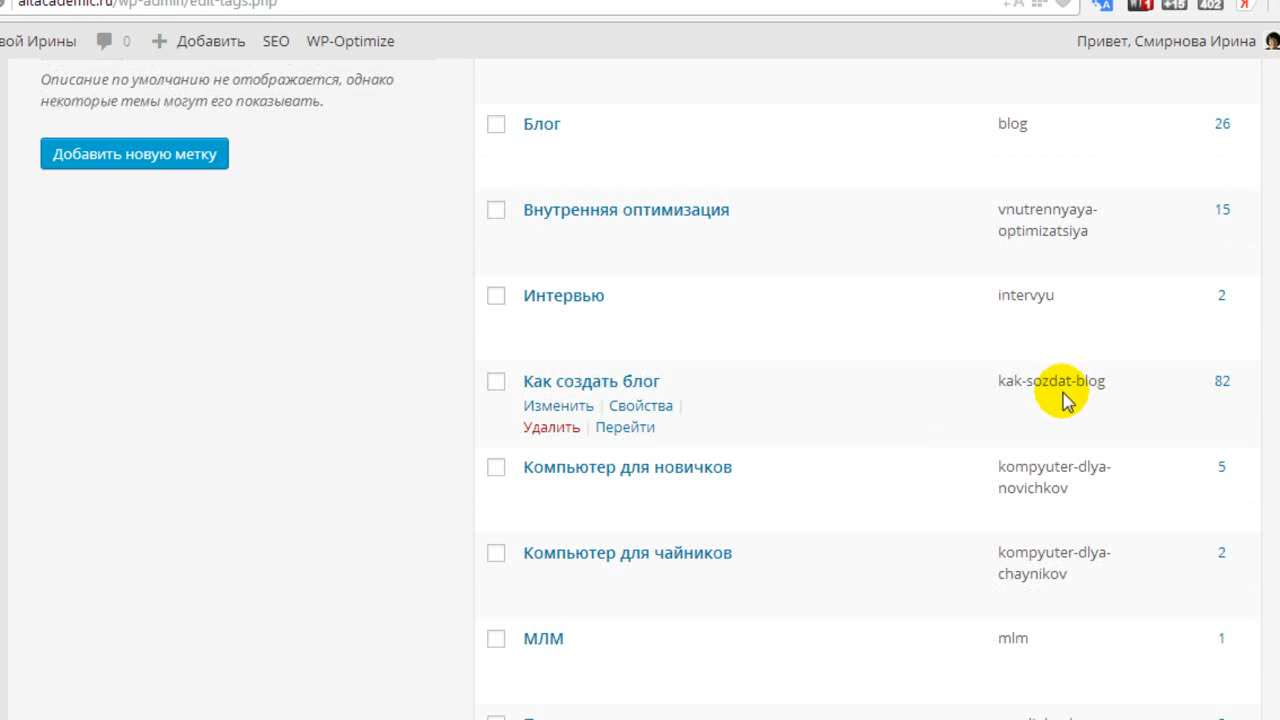 aitacademic.ru/wp-admin/edit-tags.php
+15
402
вой Ирины
0
Добавить
SEO
WP-Optimize
Привет, Смирнова Ирина
Описание по умолчанию не отображается, однако
некоторые темы могут его показывать.
Добавить новую метку
Блог
blog
26
Внутренняя оптимизация
vnutrennyaya-
optimizatsiya
15
Интервью
intervyu
2
Как создать блог
kak-sozdat-blog
82
Изменить | Свойства |
Удалить | Перейти
Компьютер для новичков
kompyuter-dlya-
novichkov
5
Компьютер для чайников
kompyuter-dlya-
chaynikov
2
МЛМ
mlm
1